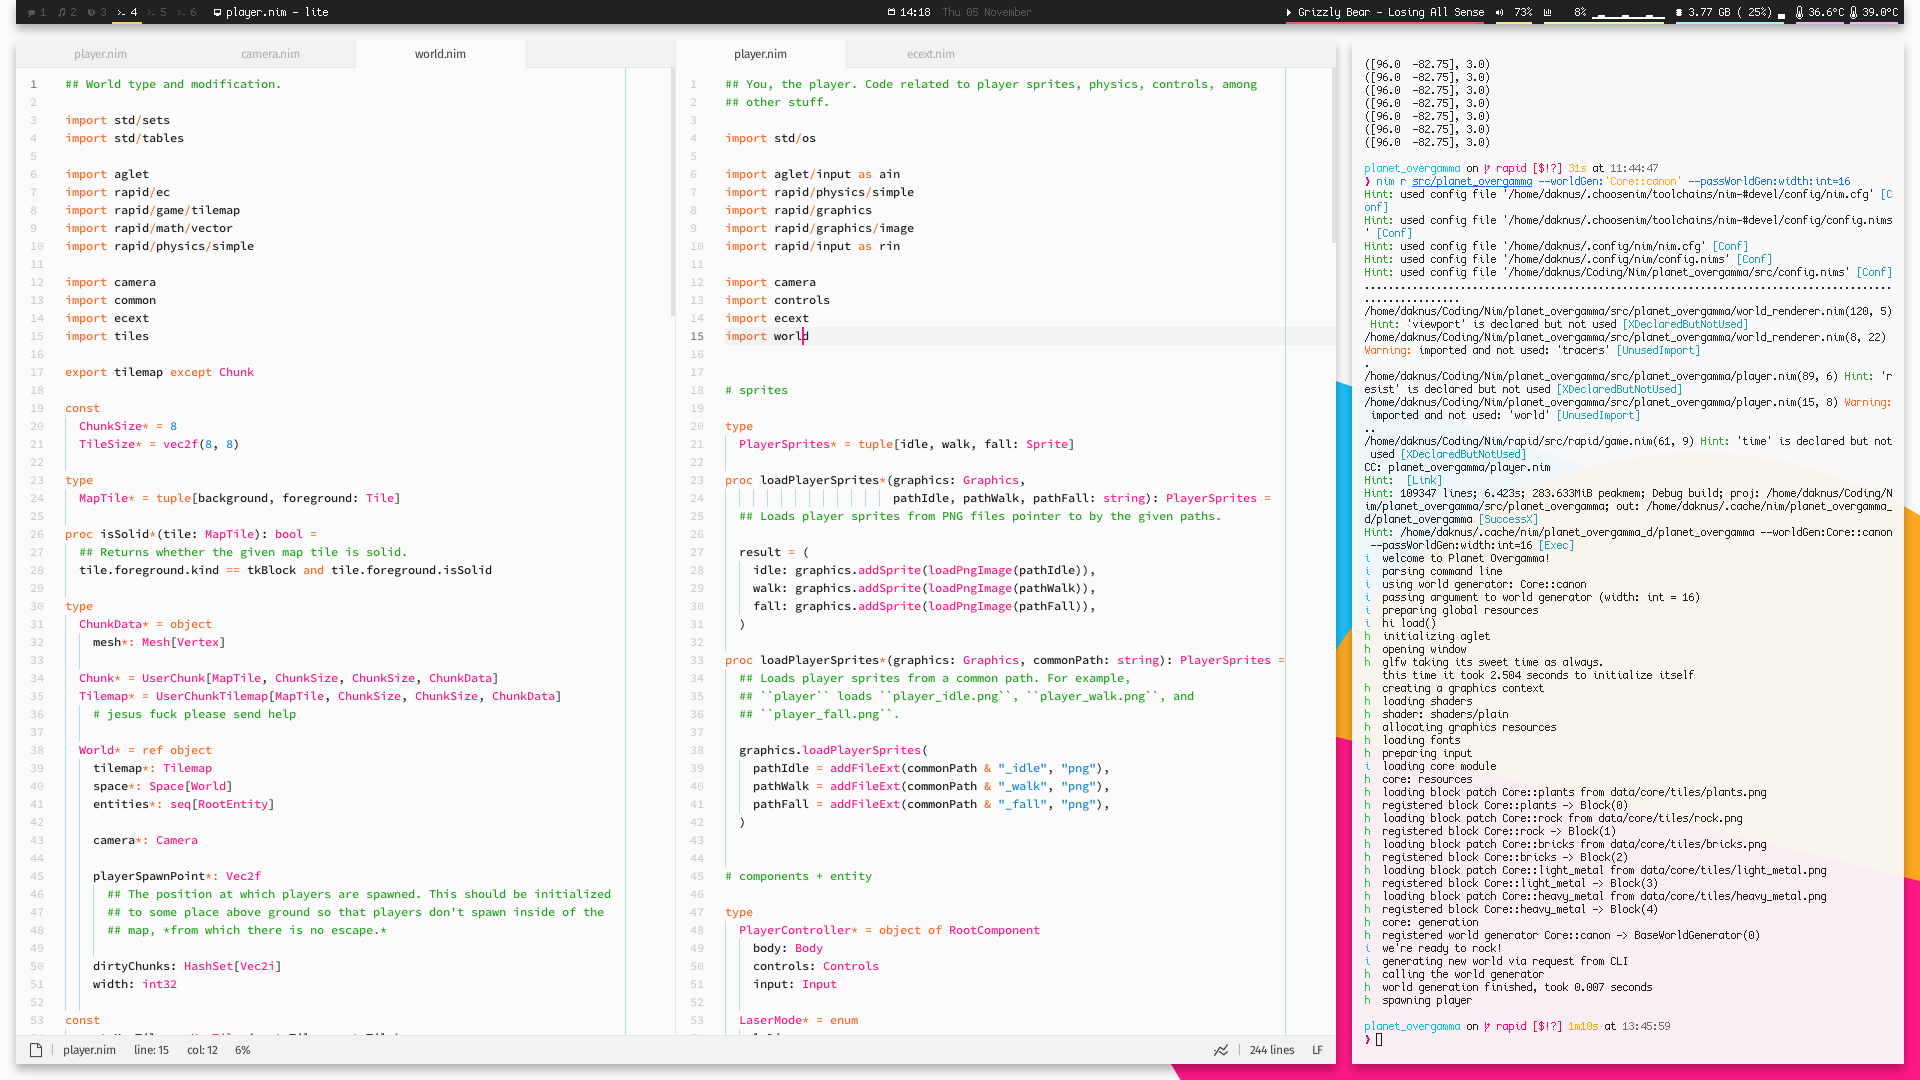 1 2 3 4 5 6 player.nim - lite
14:18 Thu 05 November
Grizzly Bear - Losing All Sense 73% 8% 3.77 GB ( 25%) 36.6°C 39.0°C
player.nim camera.nim world.nim
1 ## World type and modification.
2
3 import std/sets
4 import std/tables
5
6 import aglet
7 import rapid/ec
8 import rapid/game/tilemap
9 import rapid/math/vector
10 import rapid/physics/simple
11
12 import camera
13 import common
14 import ecext
15 import tiles
16
17 export tilemap except Chunk
18
19 const
20 ChunkSize* = 8
21 TileSize* = vec2f(8, 8)
22
23 type
24 MapTile* = tuple[background, foreground: Tile]
25
26 proc isSolid*(tile: MapTile): bool =
27 ## Returns whether the given map tile is solid.
28 tile.foreground.kind == tkBlock and tile.foreground.isSolid
29
30 type
31 ChunkData* = object
32 mesh*: Mesh[Vertex]
33
34 Chunk* = UserChunk[MapTile, ChunkSize, ChunkSize, ChunkData]
35 Tilemap* = UserChunkTilemap[MapTile, ChunkSize, ChunkSize, ChunkData]
36 # jesus fuck please send help
37
38 World* = ref object
39 tilemap*: Tilemap
40 space*: Space[World]
41 entities*: seq[RootEntity]
42
43 camera*: Camera
44
45 playerSpawnPoint*: Vec2f
46 ## The position at which players are spawned. This should be initialized
47 ## to some place above ground so that players don't spawn inside of the
48 ## map, *from which there is no escape.*
49
50 dirtyChunks: HashSet[Vec2i]
51 width: int32
52
53 const
player.nim ecext.nim
1 ## You, the player. Code related to player sprites, physics, controls, among
2 ## other stuff.
3
4 import std/os
5
6 import aglet/input as ain
7 import rapid/physics/simple
8 import rapid/graphics
9 import rapid/graphics/image
10 import rapid/input as rin
11
12 import camera
13 import controls
14 import ecext
15 import world
16
17
18 # sprites
19
20 type
21 PlayerSprites* = tuple[idle, walk, fall: Sprite]
22
23 proc loadPlayerSprites*(graphics: Graphics,
24 pathIdle, pathWalk, pathFall: string): PlayerSprites =
25 ## Loads player sprites from PNG files pointer to by the given paths.
26
27 result = (
28 idle: graphics.addSprite(loadPngImage(pathIdle)),
29 walk: graphics.addSprite(loadPngImage(pathWalk)),
30 fall: graphics.addSprite(loadPngImage(pathFall)),
31 )
32
33 proc loadPlayerSprites*(graphics: Graphics, commonPath: string): PlayerSprites =
34 ## Loads player sprites from a common path. For example,
35 ## ``player`` loads ``player_idle.png``, ``player_walk.png``, and
36 ## ``player_fall.png``.
37
38 graphics.loadPlayerSprites(
39 pathIdle = addFileExt(commonPath & "_idle", "png"),
40 pathWalk = addFileExt(commonPath & "_walk", "png"),
41 pathFall = addFileExt(commonPath & "_fall", "png"),
42 )
43
44
45 # components + entity
46
47 type
48 PlayerController* = object of RootComponent
49 body: Body
50 controls: Controls
51 input: Input
52
53 LaserMode* = enum
player.nim line: 15 col: 12 6% 244 lines LF
([96.0 -82.75], 3.0)
([96.0 -82.75], 3.0)
([96.0 -82.75], 3.0)
([96.0 -82.75], 3.0)
([96.0 -82.75], 3.0)
([96.0 -82.75], 3.0)
([96.0 -82.75], 3.0)
planet_overgamma on rapid [$!?] 31s at 11:44:47
❯ nim r src/planet_overgamma --worldGen:'Core::canon' --passWorldGen:width:int=16
Hint: used config file '/home/daknus/.choosenim/toolchains/nim-#devel/config/nim.cfg' [C
onf]
Hint: used config file '/home/daknus/.choosenim/toolchains/nim-#devel/config/config.nims
' [Conf]
Hint: used config file '/home/daknus/.config/nim/nim.cfg' [Conf]
Hint: used config file '/home/daknus/.config/nim/config.nims' [Conf]
Hint: used config file '/home/daknus/Coding/Nim/planet_overgamma/src/config.nims' [Conf]
........................................................................................
................
/home/daknus/Coding/Nim/planet_overgamma/src/planet_overgamma/world_renderer.nim(120, 5)
Hint: 'viewport' is declared but not used [XDeclaredButNotUsed]
/home/daknus/Coding/Nim/planet_overgamma/src/planet_overgamma/world_renderer.nim(8, 22)
Warning: imported and not used: 'tracers' [UnusedImport]
.
/home/daknus/Coding/Nim/planet_overgamma/src/planet_overgamma/player.nim(89, 6) Hint: 'r
esist' is declared but not used [XDeclaredButNotUsed]
/home/daknus/Coding/Nim/planet_overgamma/src/planet_overgamma/player.nim(15, 8) Warning:
imported and not used: 'world' [UnusedImport]
..
/home/daknus/Coding/Nim/rapid/src/rapid/game.nim(61, 9) Hint: 'time' is declared but not
used [XDeclaredButNotUsed]
CC: planet_overgamma/player.nim
Hint: [Link]
Hint: 109347 lines; 6.423s; 283.633MiB peakmem; Debug build; proj: /home/daknus/Coding/N
im/planet_overgamma/src/planet_overgamma; out: /home/daknus/.cache/nim/planet_overgamma_
d/planet_overgamma [SuccessX]
Hint: /home/daknus/.cache/nim/planet_overgamma_d/planet_overgamma --worldGen:Core::canon
--passWorldGen:width:int=16 [Exec]
i welcome to Planet Overgamma!
i parsing command line
i using world generator: Core::canon
i passing argument to world generator (width: int = 16)
i preparing global resources
i hi load()
h initializing aglet
h opening window
h glfw taking its sweet time as always.
this time it took 2.504 seconds to initialize itself
h creating a graphics context
h loading shaders
h shader: shaders/plain
h allocating graphics resources
h loading fonts
h preparing input
i loading core module
h core: resources
h loading block patch Core::plants from data/core/tiles/plants.png
h registered block Core::plants -> Block(0)
h loading block patch Core::rock from data/core/tiles/rock.png
h registered block Core::rock -> Block(1)
h loading block patch Core::bricks from data/core/tiles/bricks.png
h registered block Core::bricks -> Block(2)
h loading block patch Core::light_metal from data/core/tiles/light_metal.png
h registered block Core::light_metal -> Block(3)
h loading block patch Core::heavy_metal from data/core/tiles/heavy_metal.png
h registered block Core::heavy_metal -> Block(4)
h core: generation
h registered world generator Core::canon -> BaseWorldGenerator(0)
i we're ready to rock!
i generating new world via request from CLI
h calling the world generator
h world generation finished, took 0.007 seconds
h spawning player
planet_overgamma on rapid [$!?] 1m10s at 13:45:59
❯